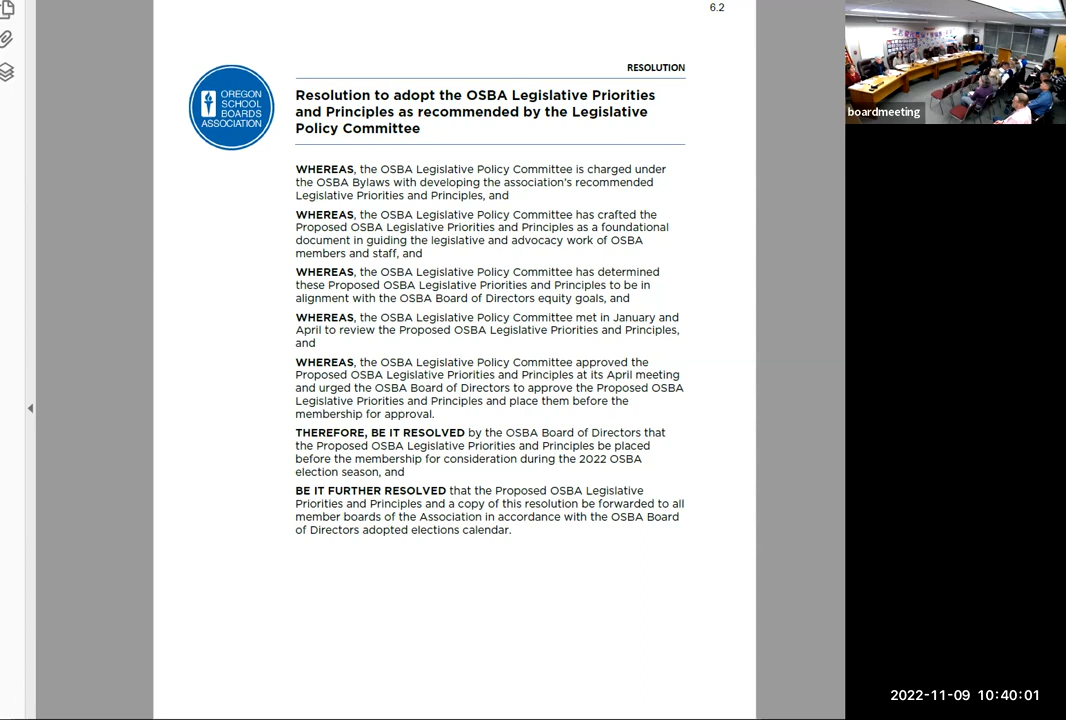 6.2
RESOLUTION
OREGON
SCHOOL
BOARDS
ASSOCIATION
Resolution to adopt the OSBA Legislative Priorities
and Principles as recommended by the Legislative
Policy Committee
WHEREAS, the OSBA Legislative Policy Committee is charged under
the OSBA Bylaws with developing the association's recommended
Legislative Priorities and Principles, and
WHEREAS, the OSBA Legislative Policy Committee has crafted the
Proposed OSBA Legislative Priorities and Principles as a foundational
document in guiding the legislative and advocacy work of OSBA
members and staff, and
WHEREAS, the OSBA Legislative Policy Committee has determined
these Proposed OSBA Legislative Priorities and Principles to be in
alignment with the OSBA Board of Directors equity goals, and
WHEREAS, the OSBA Legislative Policy Committee met in January and
April to review the Proposed OSBA Legislative Priorities and Principles,
and
WHEREAS, the OSBA Legislative Policy Committee approved the
Proposed OSBA Legislative Priorities and Principles at its April meeting
and urged the OSBA Board of Directors to approve the Proposed OSBA
Legislative Priorities and Principles and place them before the
membership for approval.
THEREFORE, BE IT RESOLVED by the OSBA Board of Directors that
the Proposed OSBA Legislative Priorities and Principles be placed
before the membership for consideration during the 2022 OSBA
election season, and
BE IT FURTHER RESOLVED that the Proposed OSBA Legislative
Priorities and Principles and a copy of this resolution be forwarded to all
member boards of the Association in accordance with the OSBA Board
of Directors adopted elections calendar.
boardmeeting
2022-11-09 10:40:01